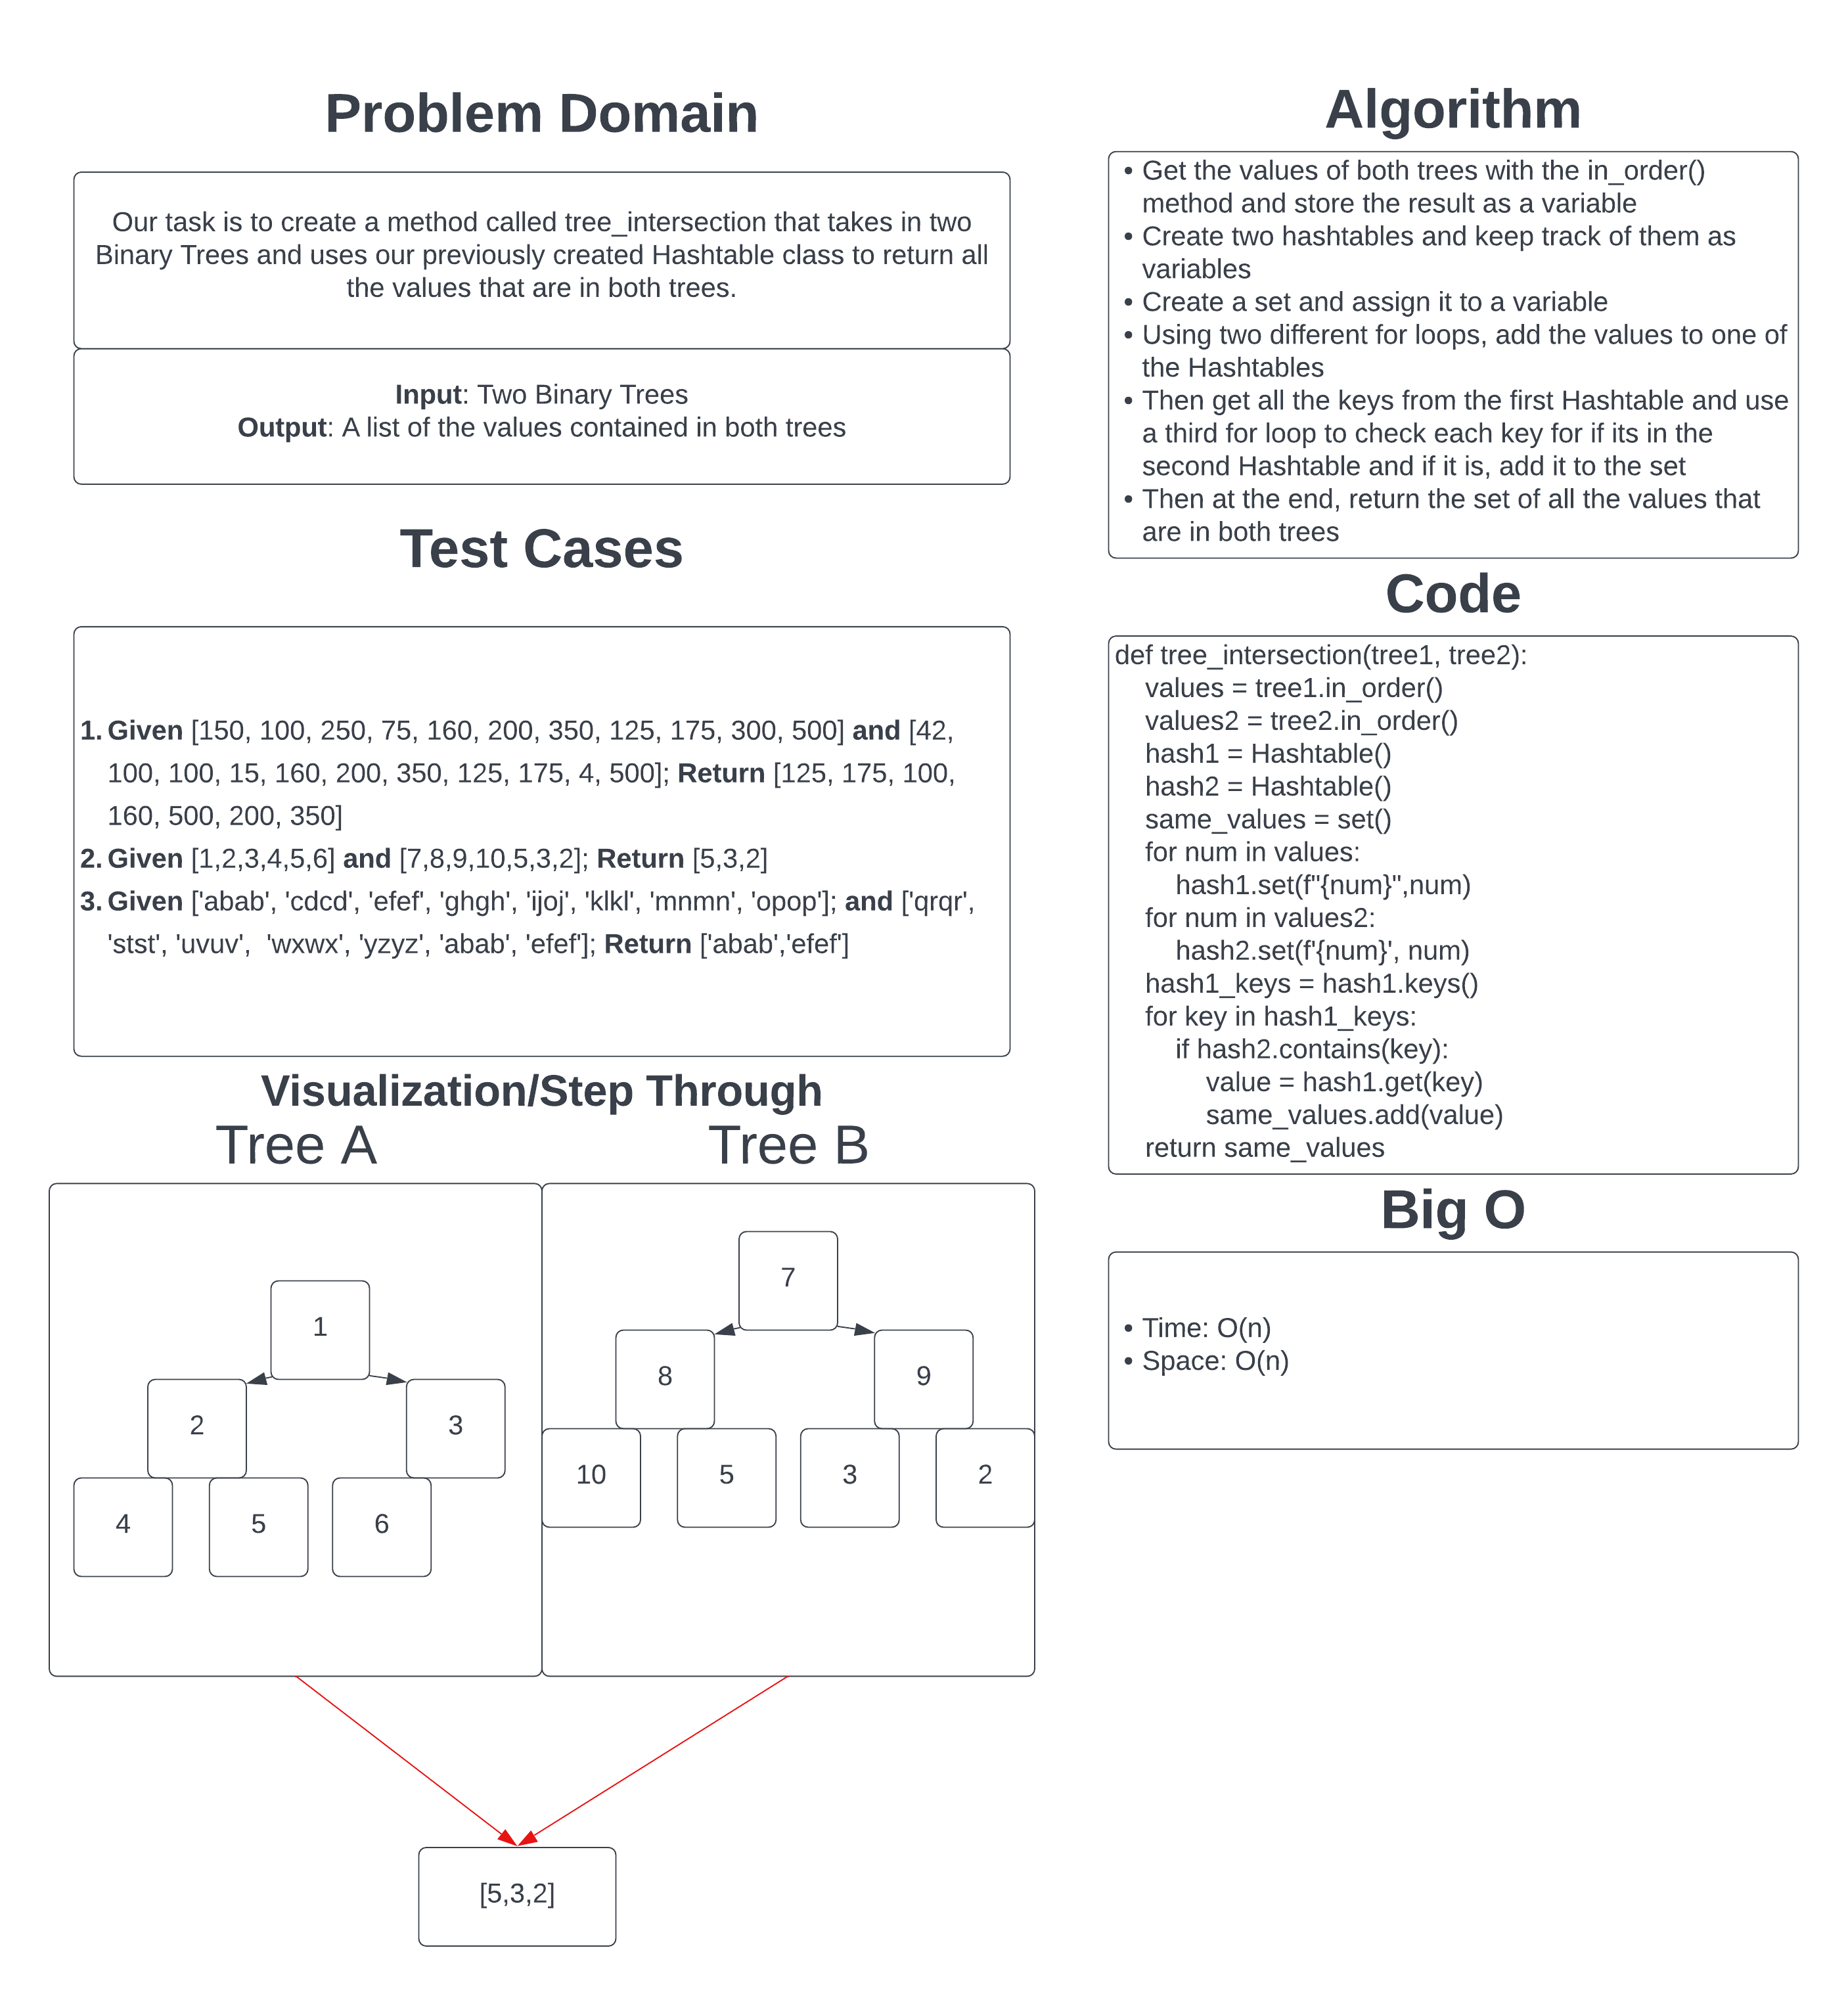 Problem Domain
Our task is to create a method called tree_intersection that takes in two
Binary Trees and uses our previously created Hashtable class to return all
the values that are in both trees.
Input: Two Binary Trees
Output: A list of the values contained in both trees
Test Cases
1. Given [150, 100, 250, 75, 160, 200, 350, 125, 175, 300, 500] and [42,
100, 100, 15, 160, 200, 350, 125, 175, 4, 500]; Return [125, 175, 100,
160, 500, 200, 350]
2. Given [1,2,3,4,5,6] and [7,8,9,10,5,3,2]; Return [5,3,2]
3. Given ['abab', 'cdcd', 'efef', 'ghgh', 'ijoj', 'klkl', 'mnmn', 'opop']; and ['qrqr',
'stst', 'uvuv',  'wxwx', 'yzyz', 'abab', 'efef']; Return ['abab','efef']
Visualization/Step Through
Tree A
Tree B
1
2
3
4
5
6
7
8
9
10
5
3
2
[5,3,2]
Algorithm
• Get the values of both trees with the in_order()
method and store the result as a variable
• Create two hashtables and keep track of them as
variables
• Create a set and assign it to a variable
• Using two different for loops, add the values to one of
the Hashtables
• Then get all the keys from the first Hashtable and use
a third for loop to check each key for if its in the
second Hashtable and if it is, add it to the set
• Then at the end, return the set of all the values that
are in both trees
Code
def tree_intersection(tree1, tree2):
    values = tree1.in_order()
    values2 = tree2.in_order()
    hash1 = Hashtable()
    hash2 = Hashtable()
    same_values = set()
    for num in values:
        hash1.set(f"{num}",num)
    for num in values2:
        hash2.set(f'{num}', num)
    hash1_keys = hash1.keys()
    for key in hash1_keys:
        if hash2.contains(key):
            value = hash1.get(key)
            same_values.add(value)
    return same_values
Big O
• Time: O(n)
• Space: O(n)